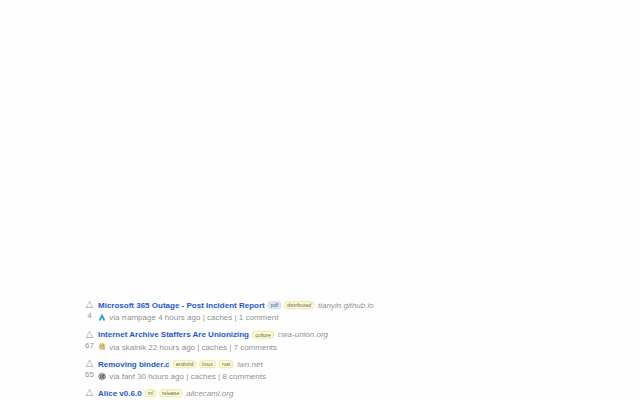 Microsoft 365 Outage - Post Incident Report pdf distributed tianyin.github.io
4 via rrampage 4 hours ago | caches | 1 comment
Internet Archive Staffers Are Unionizing culture cwa-union.org
67 via skalnik 22 hours ago | caches | 7 comments
Removing binder.c android linux rust lwn.net
65 via fanf 30 hours ago | caches | 8 comments
Alice v0.6.0 ml release alicecaml.org